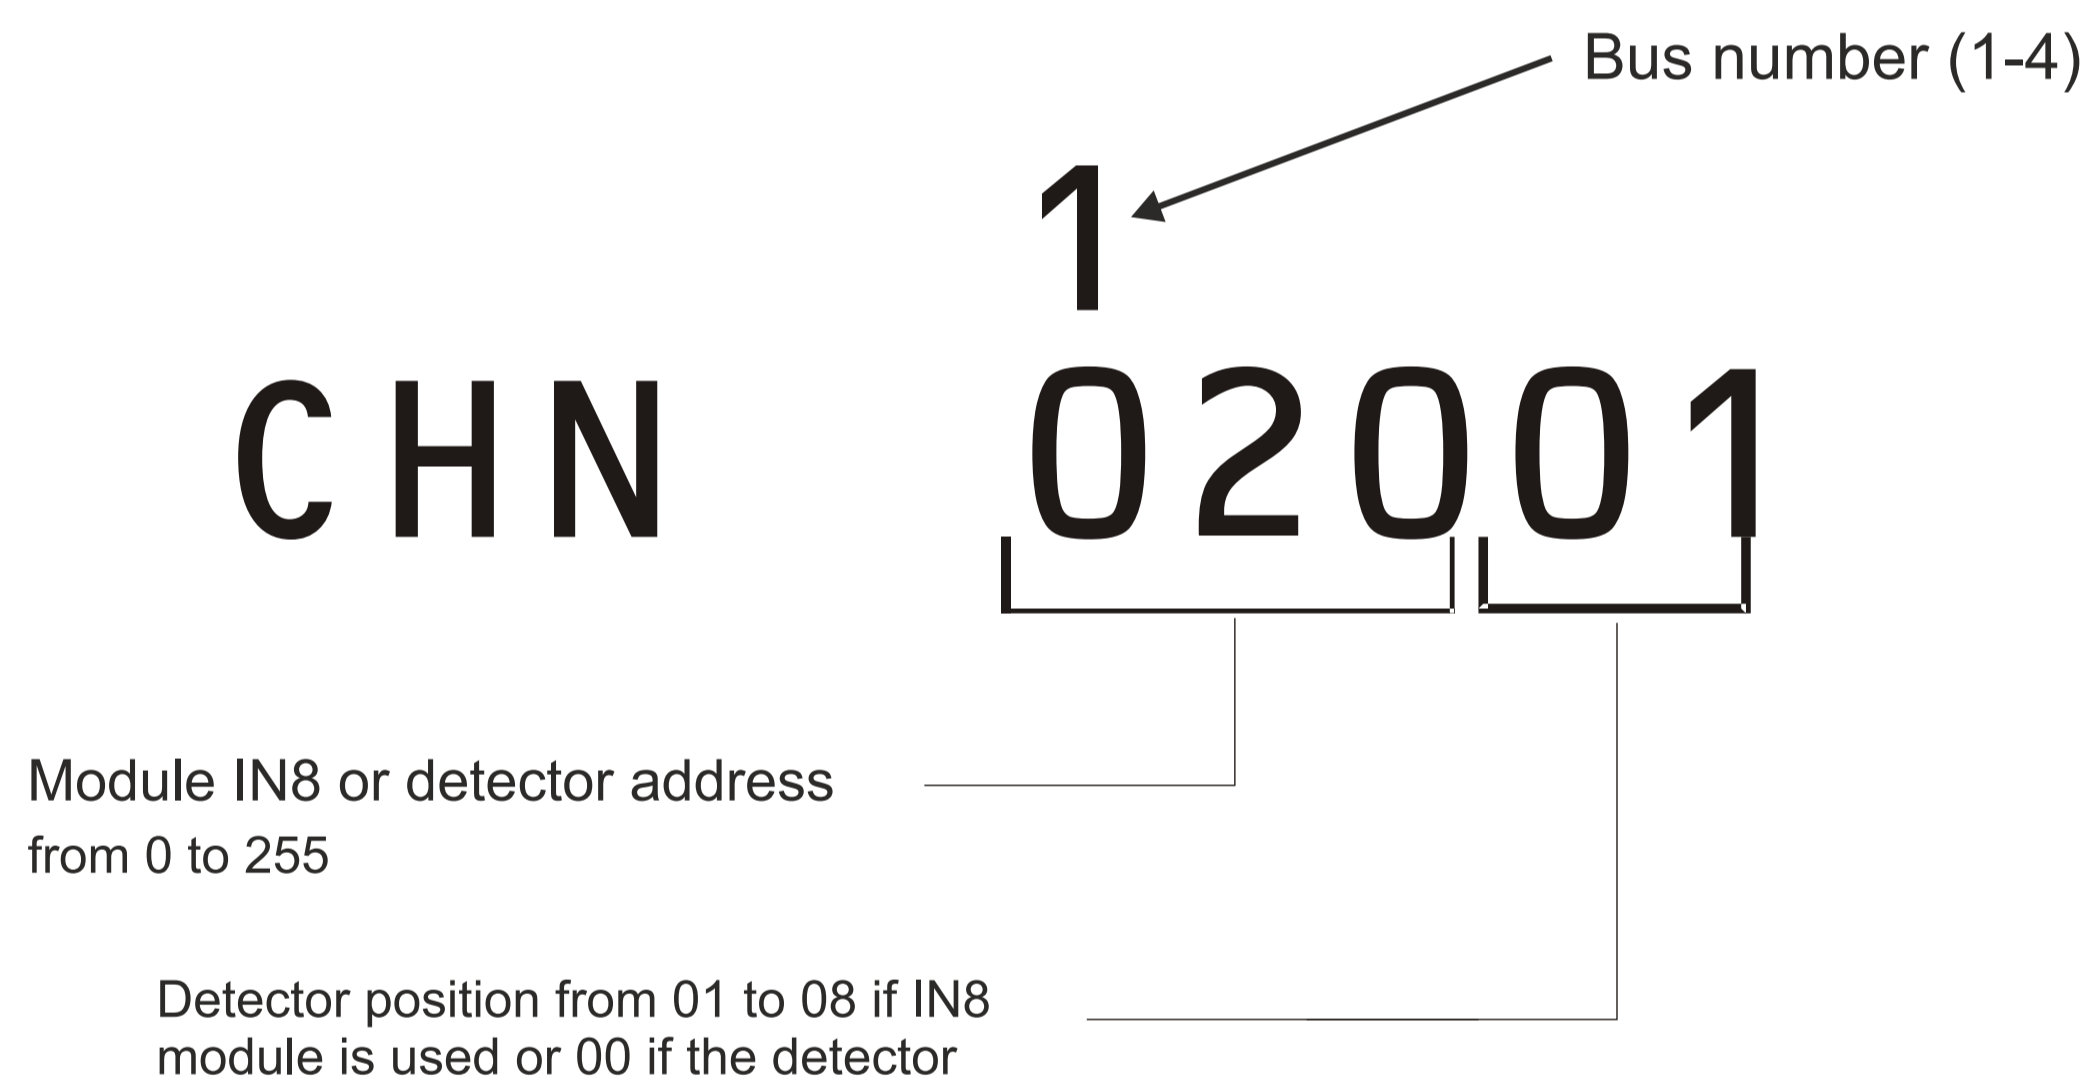 Bus number (1-4)
1
CHN 02001
Module IN8 or detector address
from 0 to 255
Detector position from 01 to 08 if IN8
module is used or 00 if the detector